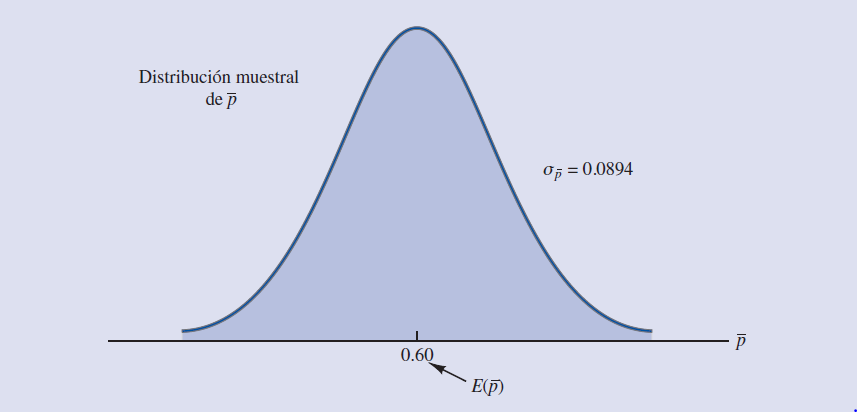 Distribución muestral
de p̅
σp̅ = 0.0894
p̅
0.60
E(p̅)